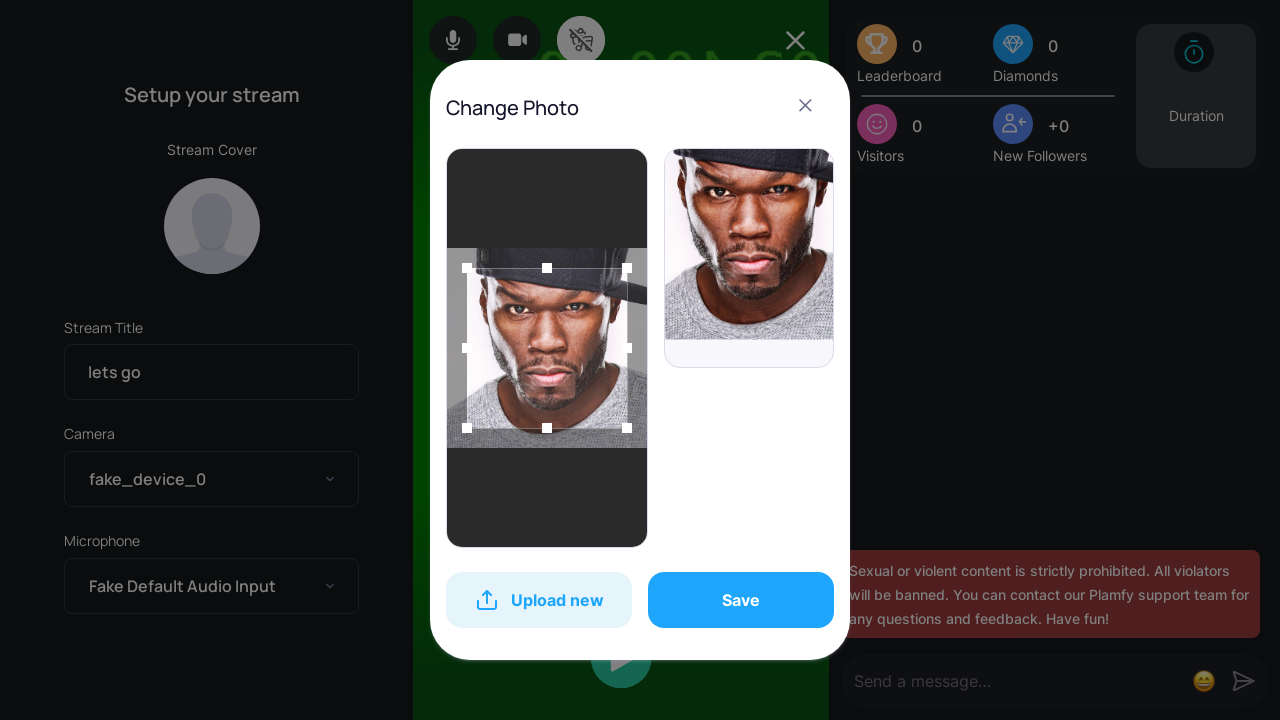 Setup your stream
Stream Cover
Stream Title
lets go
Camera
fake_device_0
Microphone
Fake Default Audio Input
Change Photo
Upload new
Save
0
Leaderboard
0
Diamonds
0
Visitors
+0
New Followers
Duration
Sexual or violent content is strictly prohibited. All violators
will be banned. You can contact our Plamfy support team for
any questions and feedback. Have fun!
Send a message...